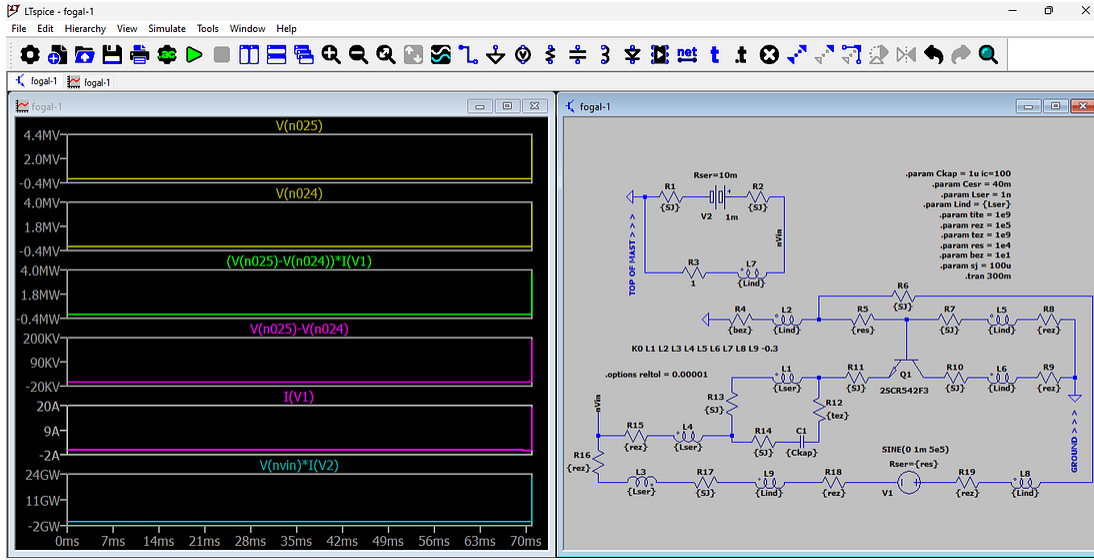 LTspice - fogal-1
File Edit Hierarchy View Simulate Tools Window Help
ac net t .t
fogal-1 fogal-1
fogal-1
V(n025)
4.4MV
2.0MV
-0.4MV
V(n024)
4.0MV
1.8MV
-0.4MV
(V(n025)-V(n024))*I(V1)
4.0MW
1.8MW
-0.4MW
V(n025)-V(n024)
200KV
90KV
-20KV
I(V1)
20A
9A
-2A
V(nvin)*I(V2)
24GW
11GW
-2GW
0ms 7ms 14ms 21ms 28ms 35ms 42ms 49ms 56ms 63ms 70ms
fogal-1
.param Ckap = 1u ic=100
.param Cesr = 40m
.param Lser = 1n
.param Lind = {Lser}
.param tite = 1e9
.param rez = 1e5
.param tez = 1e9
.param res = 1e4
.param bez = 1e1
.param sj = 100u
.tran 300m
Rser=10m
R1
{SJ}
V2
1m
R2
{SJ}
nVin
TOP OF MAST > > > >
R3
1
L7
{Lind}
R6
{SJ}
R4
{bez}
L2
{Lind}
R5
{res}
R7
{SJ}
L5
{Lind}
R8
{rez}
K0 L1 L2 L3 L4 L5 L6 L7 L8 L9 -0.3
.options reltol = 0.00001
L1
{Lser}
R11
{SJ}
Q1
2SCR542F3
R10
{SJ}
L6
{Lind}
R9
{rez}
R13
{SJ}
R12
{tez}
nVin
R15
{rez}
L4
{Lser}
R14
{SJ}
C1
{Ckap}
GROUND < < < >
R16
{rez}
L3
{Lser}
R17
{SJ}
L9
{Lind}
R18
{rez}
SINE(0 1m 5e5)
Rser={res}
V1
R19
{rez}
L8
{Lind}